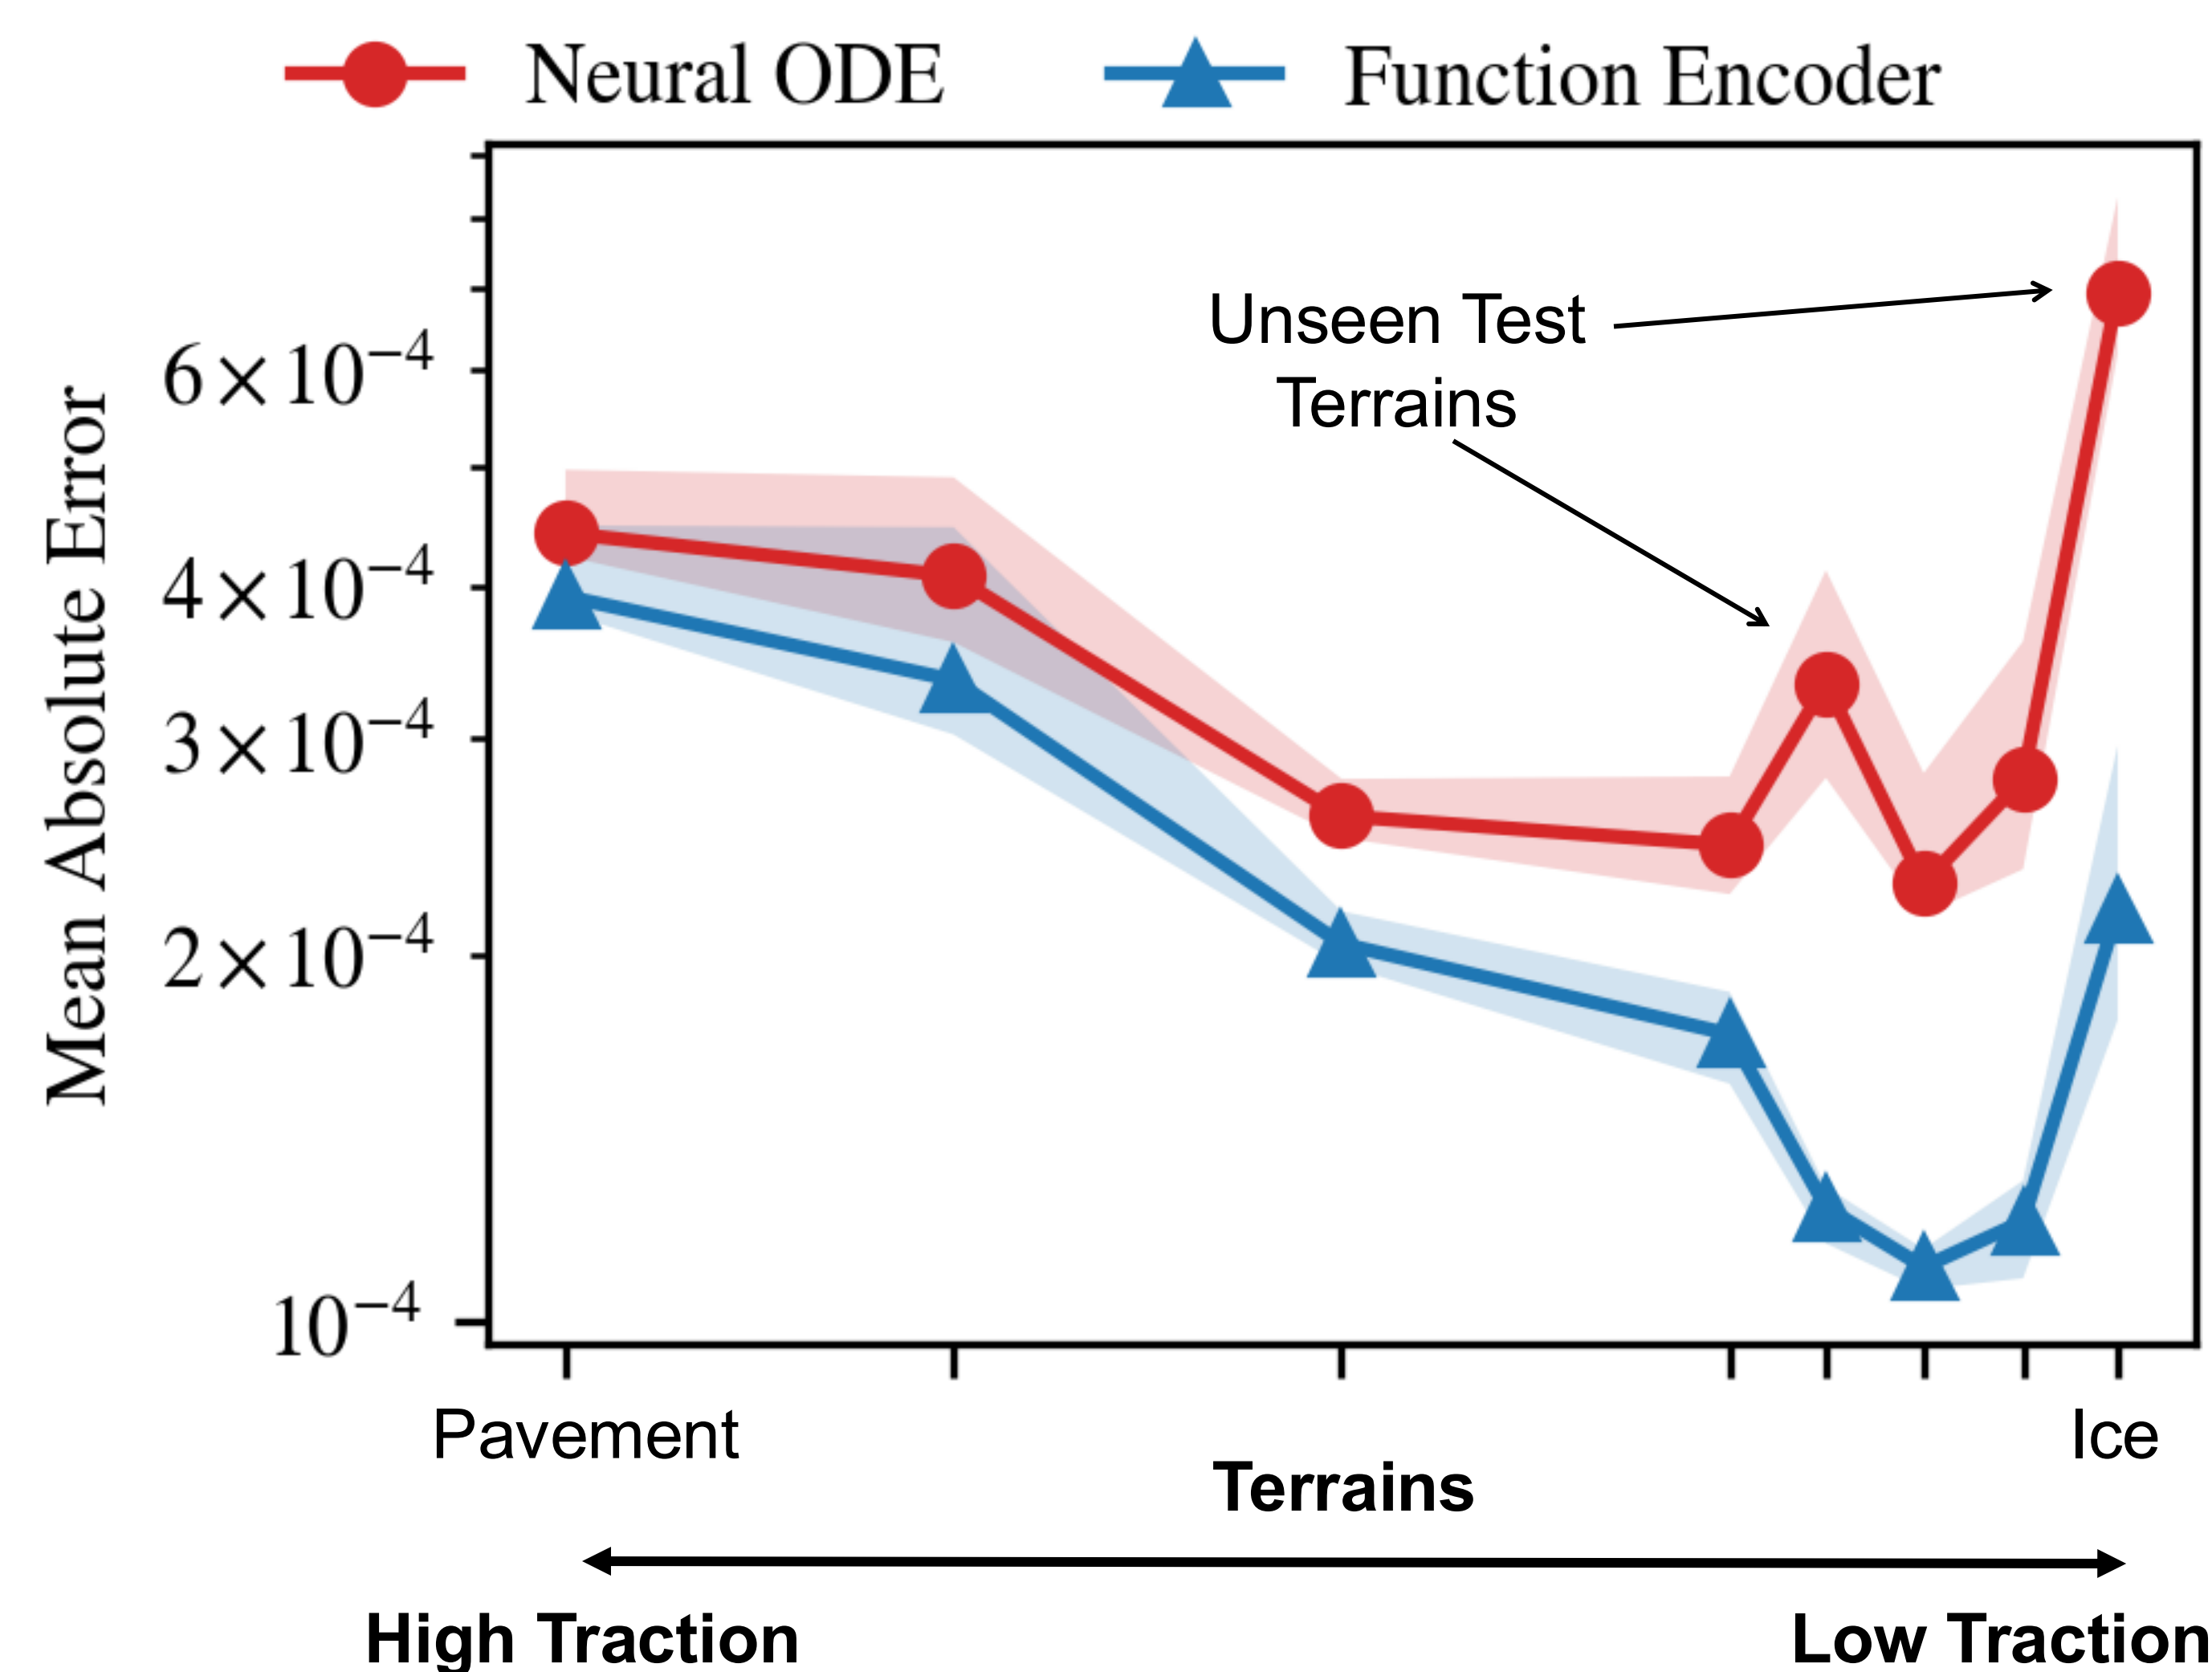 Neural ODE Function Encoder
Unseen Test
Terrains
Mean Absolute Error
6×10⁻⁴
4×10⁻⁴
3×10⁻⁴
2×10⁻⁴
10⁻⁴
Pavement Ice
Terrains
High Traction Low Traction